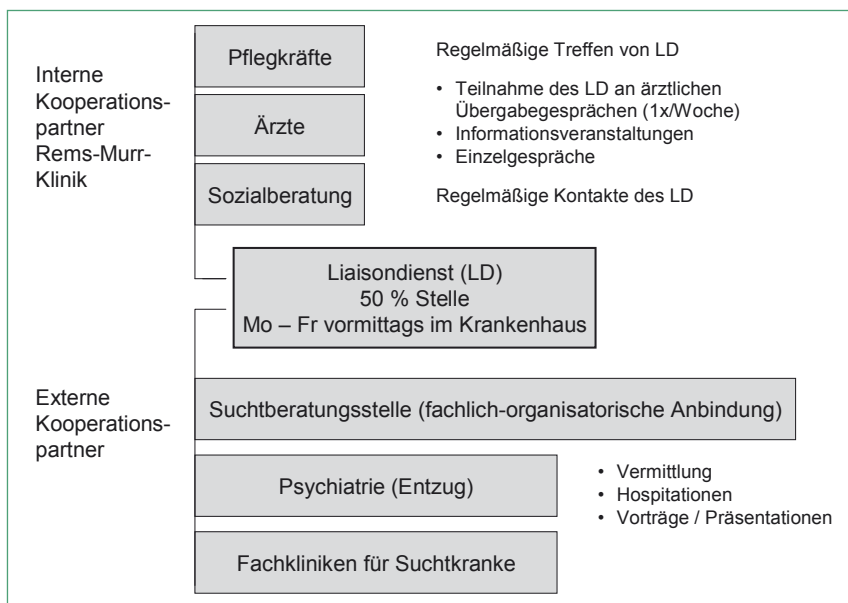 Interne
Kooperations-
partner
Rems-Murr-
Klinik
Pflegkräfte
Regelmäßige Treffen von LD
Ärzte
• Teilnahme des LD an ärztlichen
Übergabegesprächen (1x/Woche)
• Informationsveranstaltungen
• Einzelgespräche
Sozialberatung
Regelmäßige Kontakte des LD
Liaisondienst (LD)
50 % Stelle
Mo – Fr vormittags im Krankenhaus
Externe
Kooperations-
partner
Suchtberatungsstelle (fachlich-organisatorische Anbindung)
Psychiatrie (Entzug)
• Vermittlung
• Hospitationen
• Vorträge / Präsentationen
Fachkliniken für Suchtkranke